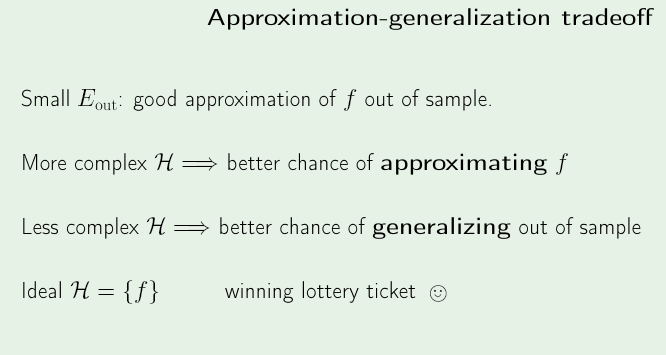 Approximation-generalization tradeoff
Small E_out: good approximation of f out of sample.
More complex ℋ ⟹ better chance of approximating f
Less complex ℋ ⟹ better chance of generalizing out of sample
Ideal ℋ = {f} winning lottery ticket ☺